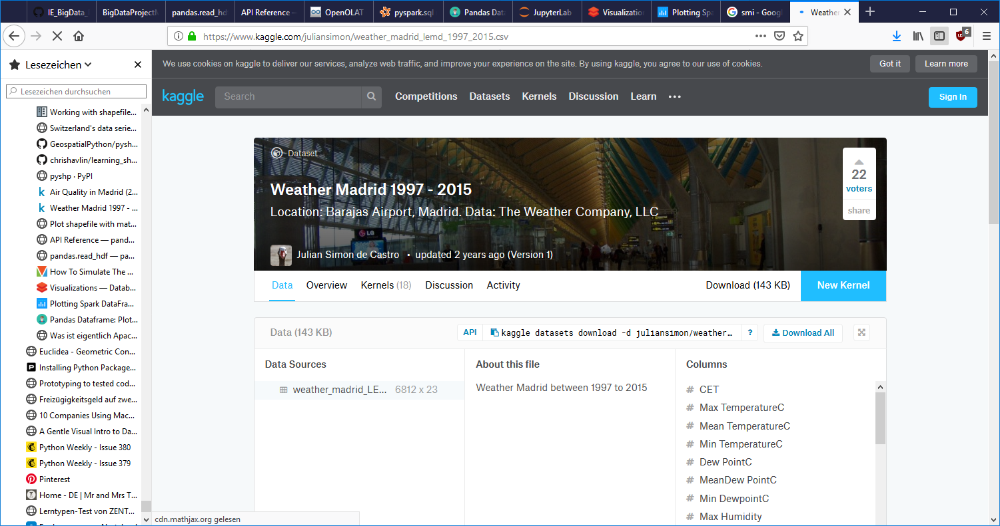 IE_BigData_
BigDataProjectM
pandas.read_hd
API Reference —
OpenOLAT
pyspark.sql
Pandas Data
JupyterLab
Visualization
Plotting Spa
smi - Googl
Weather
https://www.kaggle.com/juliansimon/weather_madrid_lemd_1997_2015.csv
6
Lesezeichen
Lesezeichen durchsuchen
Working with shapefile...
Switzerland's data serie...
GeospatialPython/pysh...
chrishavlin/learning_sh...
pyshp · PyPI
Air Quality in Madrid (2...
Weather Madrid 1997 - ...
Plot shapefile with mat...
API Reference — pand...
pandas.read_hdf — pa...
How To Simulate The ...
Visualizations — Datab...
Plotting Spark DataFra...
Pandas Dataframe: Plot...
Was ist eigentlich Apac...
Euclidea - Geometric Con...
Installing Python Package...
Prototyping to tested cod...
Freizügigkeitsgeld auf zwe...
10 Companies Using Mac...
A Gentle Visual Intro to Da...
Python Weekly - Issue 380
Python Weekly - Issue 379
Pinterest
Home - DE | Mr and Mrs T...
Lerntypen-Test von ZENT...
We use cookies on kaggle to deliver our services, analyze web traffic, and improve your experience on the site. By using kaggle, you agree to our use of cookies.
Got it
Learn more
kaggle
Search
Competitions
Datasets
Kernels
Discussion
Learn
Sign In
Dataset
Weather Madrid 1997 - 2015
Location: Barajas Airport, Madrid. Data: The Weather Company, LLC
LG
Julian Simon de Castro • updated 2 years ago (Version 1)
22
voters
share
Data
Overview
Kernels (18)
Discussion
Activity
Download (143 KB)
New Kernel
Data (143 KB)
API
kaggle datasets download -d juliansimon/weather…
?
Download All
Data Sources
weather_madrid_LE... 6812 x 23
About this file
Weather Madrid between 1997 to 2015
Columns
# CET
# Max TemperatureC
# Mean TemperatureC
# Min TemperatureC
# Dew PointC
# MeanDew PointC
# Min DewpointC
# Max Humidity
cdn.mathjax.org gelesen